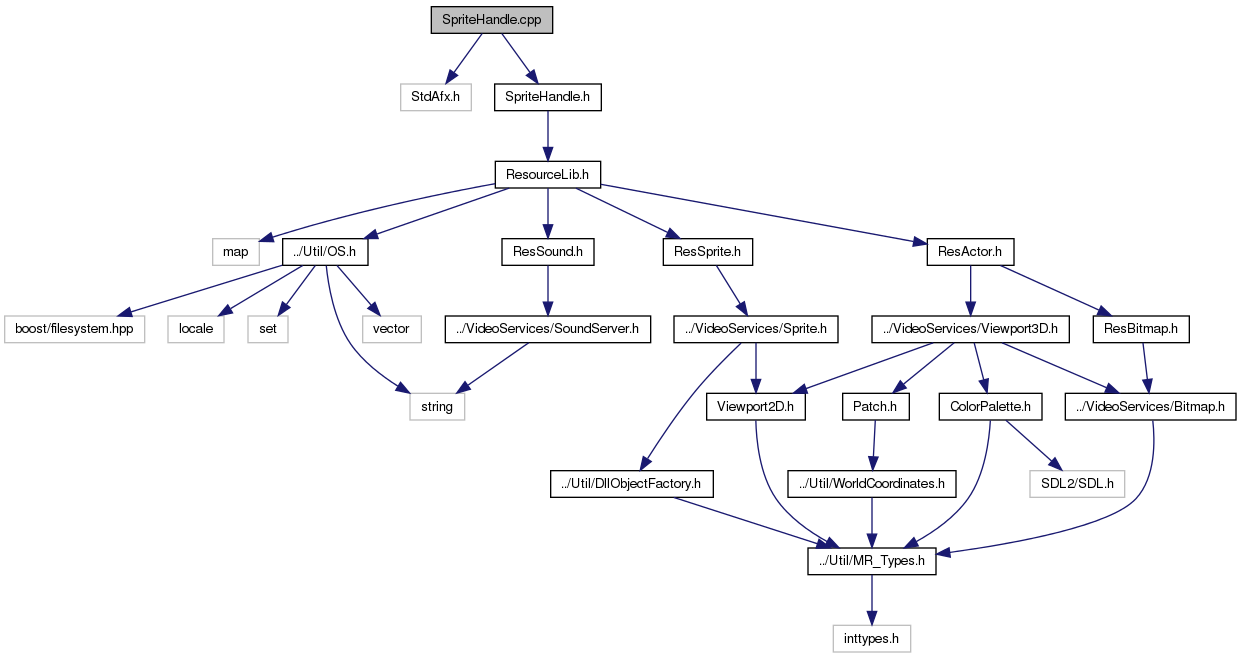 SpriteHandle.cpp
StdAfx.h
SpriteHandle.h
ResourceLib.h
map
../Util/OS.h
ResSound.h
ResSprite.h
ResActor.h
boost/filesystem.hpp
locale
set
vector
../VideoServices/SoundServer.h
../VideoServices/Sprite.h
../VideoServices/Viewport3D.h
ResBitmap.h
string
Viewport2D.h
Patch.h
ColorPalette.h
../VideoServices/Bitmap.h
../Util/DllObjectFactory.h
../Util/WorldCoordinates.h
SDL2/SDL.h
../Util/MR_Types.h
inttypes.h